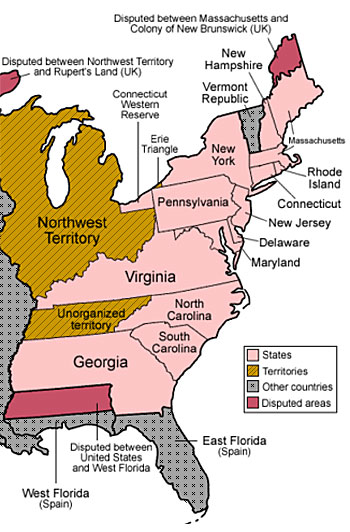 Disputed between Massachusetts and
Colony of New Brunswick (UK)
Disputed between Northwest Territory
and Rupert's Land (UK)
New
Hampshire
Vermont
Republic
Connecticut
Western
Reserve
Erie
Triangle
Massachusetts
New
York
Rhode
Island
Pennsylvania
Connecticut
New Jersey
Northwest
Territory
Delaware
Maryland
Virginia
Unorganized
territory
North
Carolina
South
Carolina
Georgia
States
Territories
Other countries
Disputed areas
Disputed between
United States
and West Florida
East Florida
(Spain)
West Florida
(Spain)